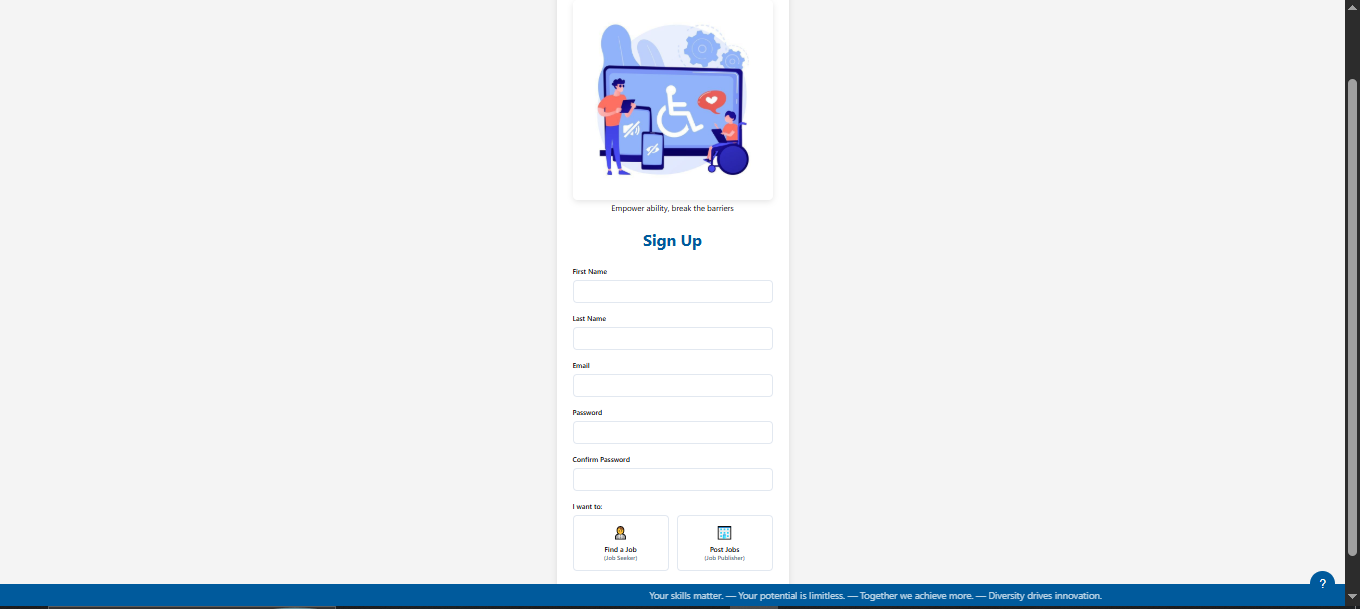 Empower ability, break the barriers
Sign Up
First Name
Last Name
Email
Password
Confirm Password
I want to:
Find a Job
(Job Seeker)
Post Jobs
(Job Publisher)
?
Your skills matter. — Your potential is limitless. — Together we achieve more. — Diversity drives innovation.